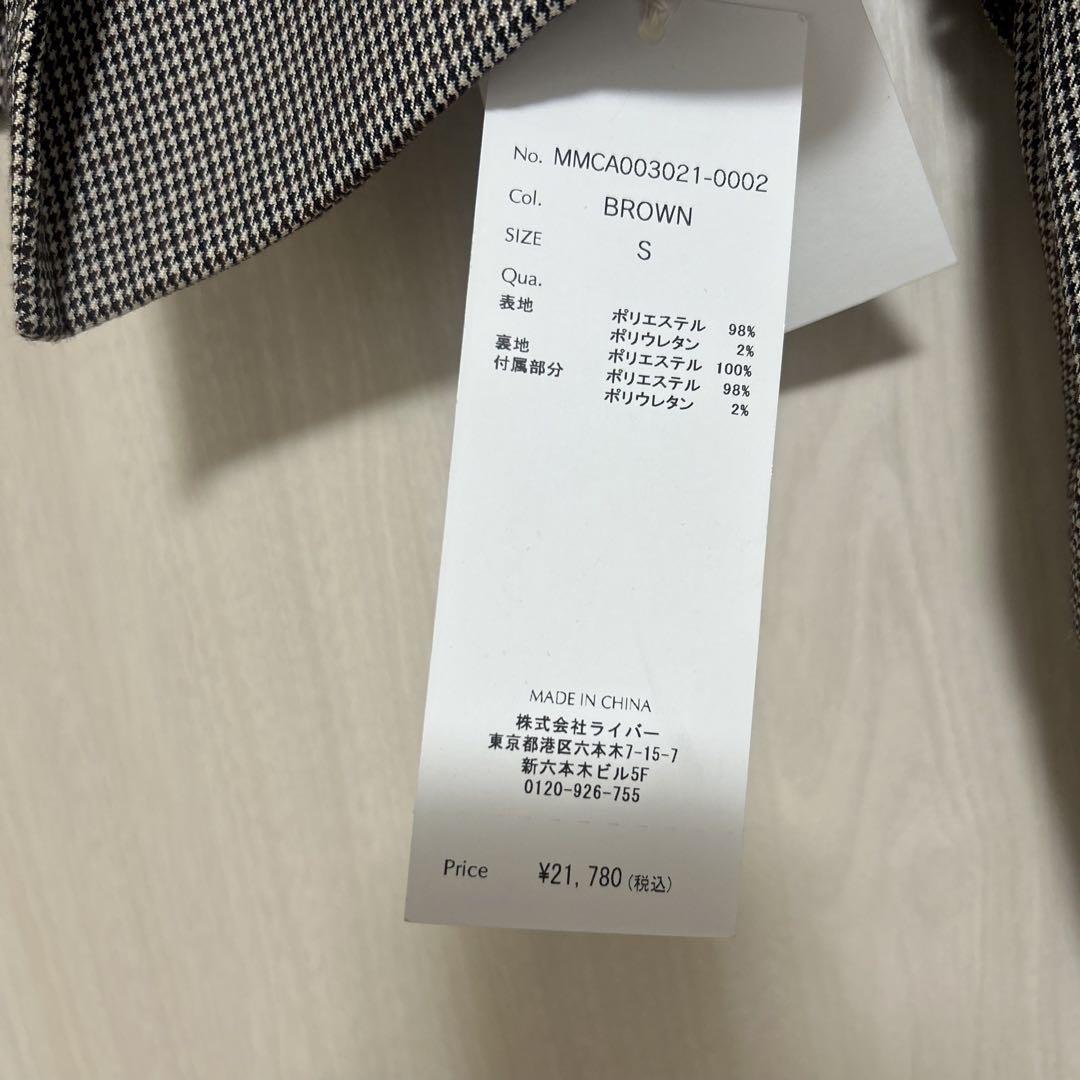 No. MMCA003021-0002
Col. BROWN
SIZE S
Qua.
表地 ポリエステル 98%
ポリウレタン 2%
裏地 ポリエステル 100%
付属部分 ポリエステル 98%
ポリウレタン 2%
MADE IN CHINA
株式会社ライバー
東京都港区六本木7-15-7
新六本木ビル5F
0120-926-755
Price ¥21,780(税込)